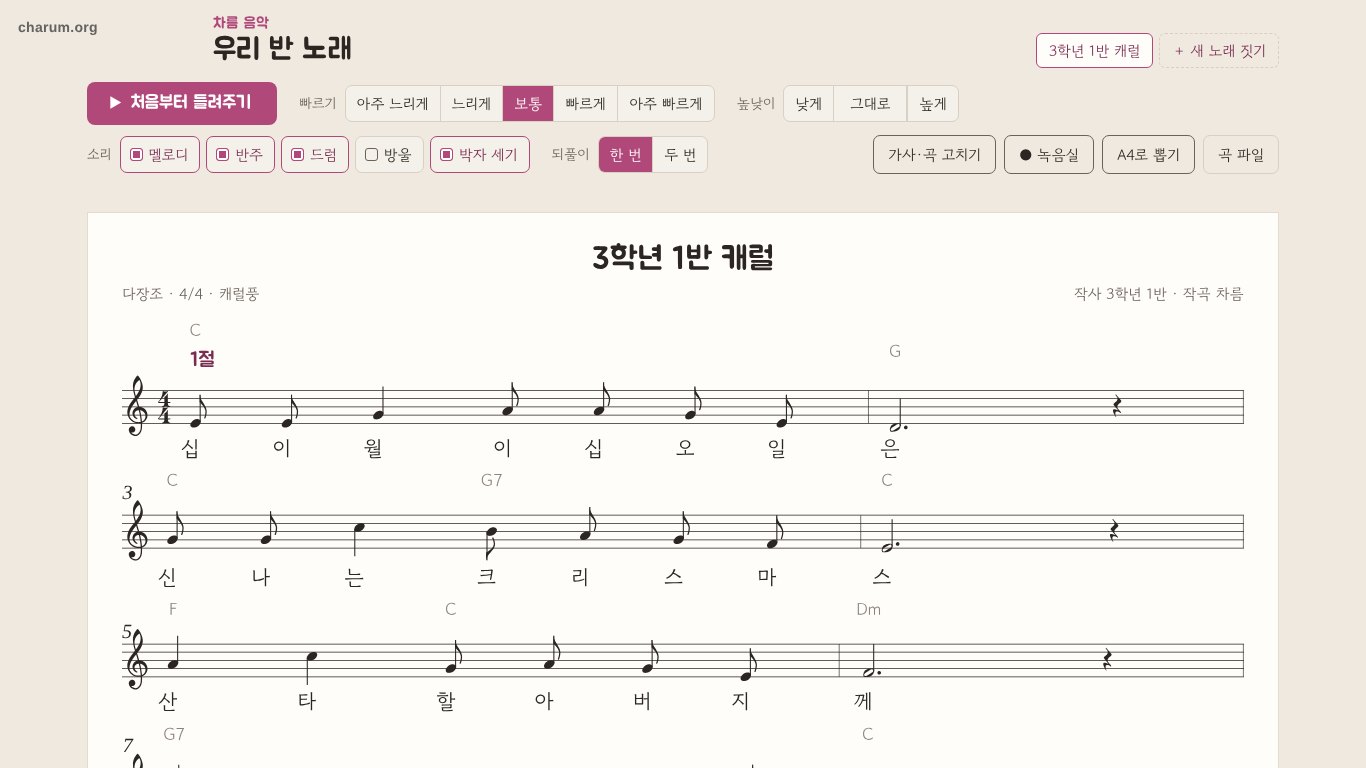 charum.org
차름 음악
우리 반 노래
3학년 1반 캐럴
+ 새 노래 짓기
▶ 처음부터 들려주기
빠르기 아주 느리게 느리게 보통 빠르게 아주 빠르게
높낮이 낮게 그대로 높게
소리 멜로디 반주 드럼 방울 박자 세기
되풀이 한 번 두 번
가사·곡 고치기 ● 녹음실 A4로 뽑기 곡 파일
3학년 1반 캐럴
다장조 · 4/4 · 캐럴풍
작사 3학년 1반 · 작곡 차름
C G
1절
4
4
십 이 월 이 십 오 일 은
C G7 C
3
신 나 는 크 리 스 마 스
F C Dm
5
산 타 할 아 버 지 께
G7 C
7